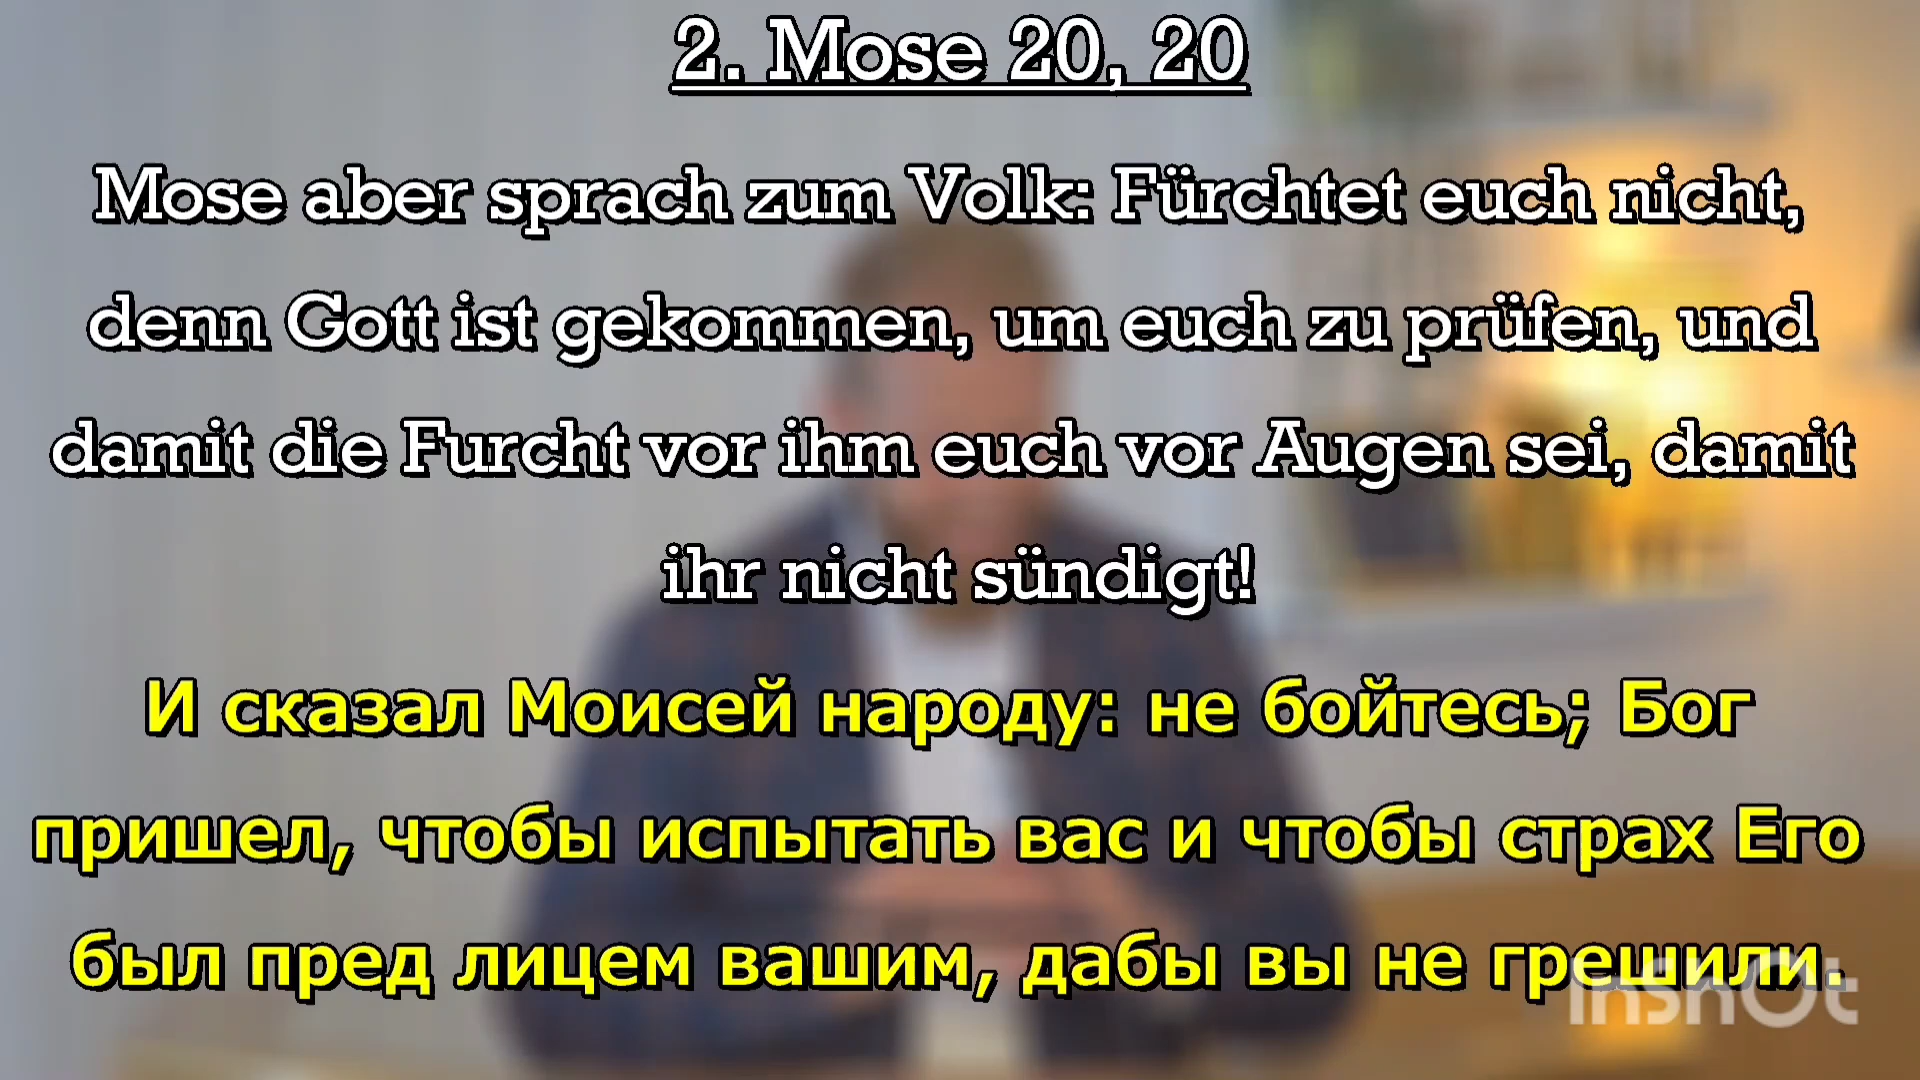 2. Mose 20, 20
Mose aber sprach zum Volk: Fürchtet euch nicht,
denn Gott ist gekommen, um euch zu prüfen, und
damit die Furcht vor ihm euch vor Augen sei, damit
ihr nicht sündigt!
И сказал Моисей народу: не бойтесь; Бог
пришел, чтобы испытать вас и чтобы страх Его
был пред лицем вашим, дабы вы не грешили.
InShOt